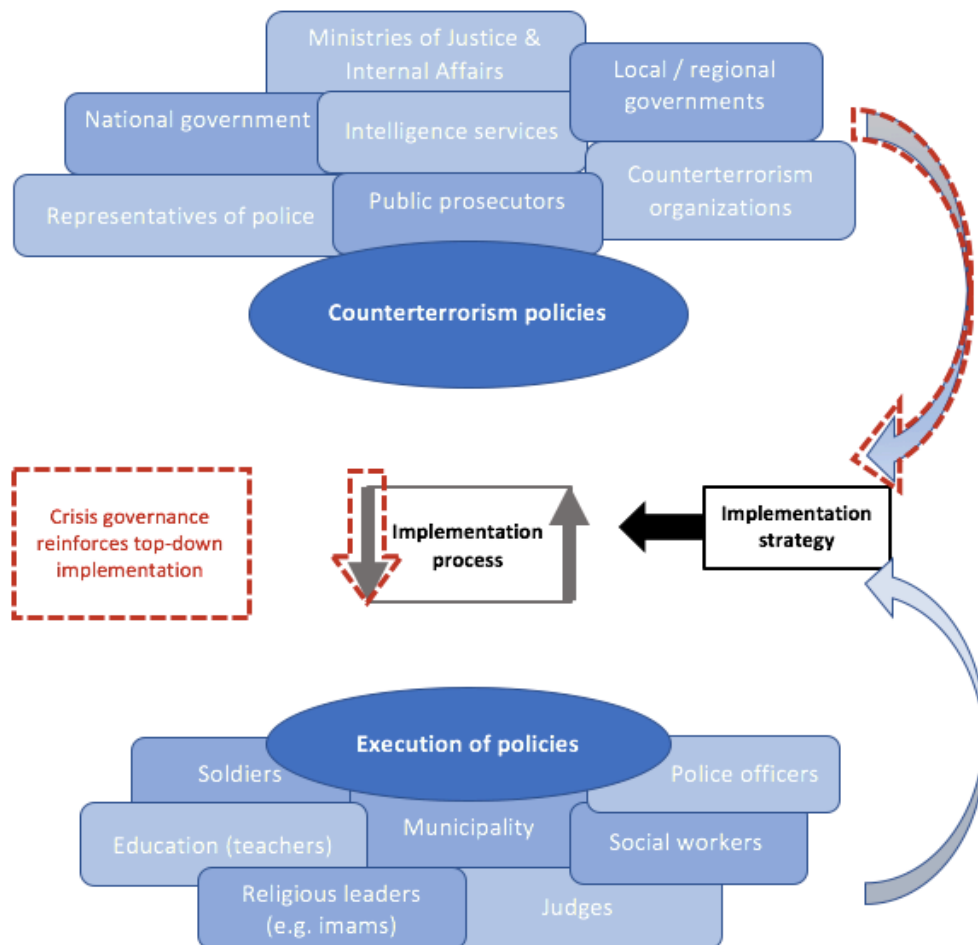 Ministries of Justice &
Internal Affairs
Local / regional
governments
National government
Intelligence services
Counterterrorism
organizations
Representatives of police
Public prosecutors
Counterterrorism policies
Crisis governance
reinforces top-down
implementation
Implementation
process
Implementation
strategy
Execution of policies
Soldiers
Police officers
Municipality
Education (teachers)
Social workers
Religious leaders
(e.g. imams)
Judges